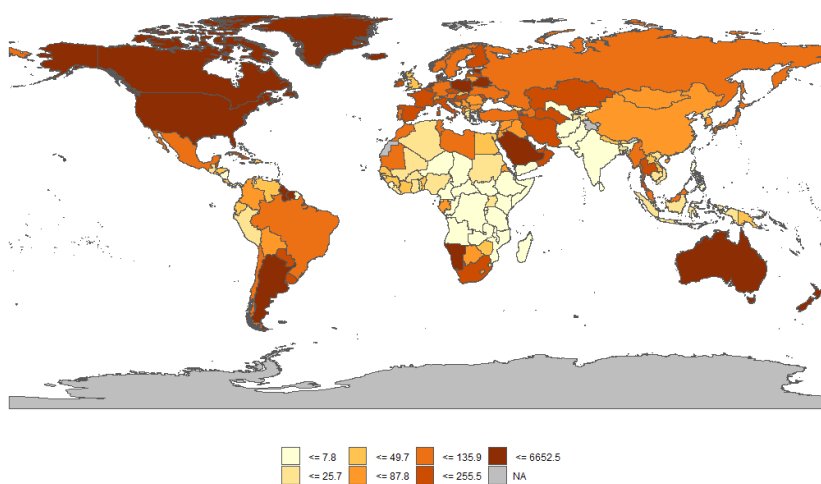 <= 7.8 <= 49.7 <= 135.9 <= 6652.5
<= 25.7 <= 87.8 <= 255.5 NA